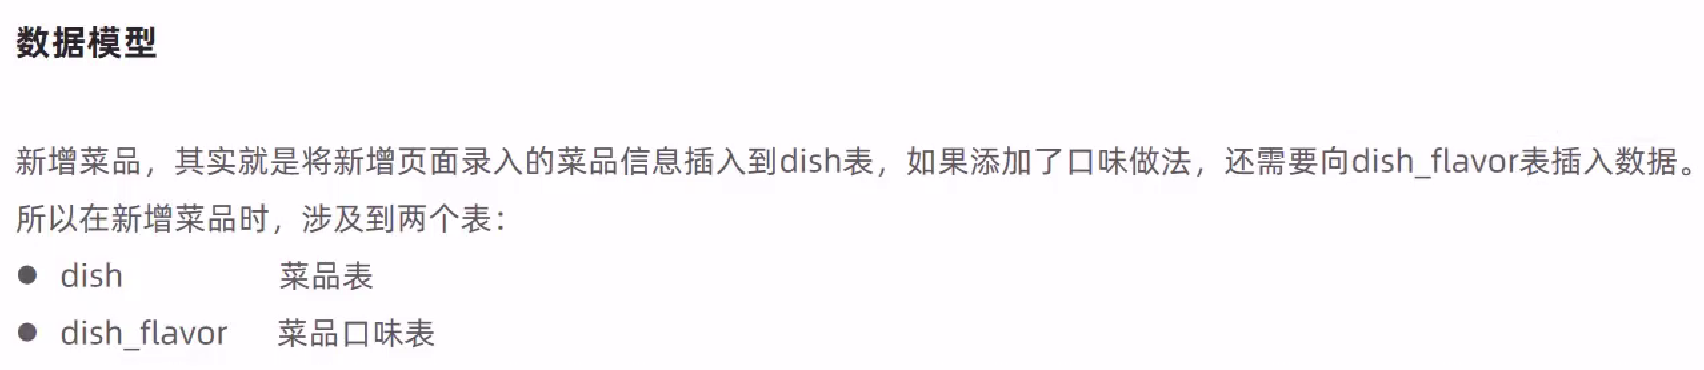 数据模型
新增菜品，其实就是将新增页面录入的菜品信息插入到dish表，如果添加了口味做法，还需要向dish_flavor表插入数据。
所以在新增菜品时，涉及到两个表：
● dish 菜品表
● dish_flavor 菜品口味表